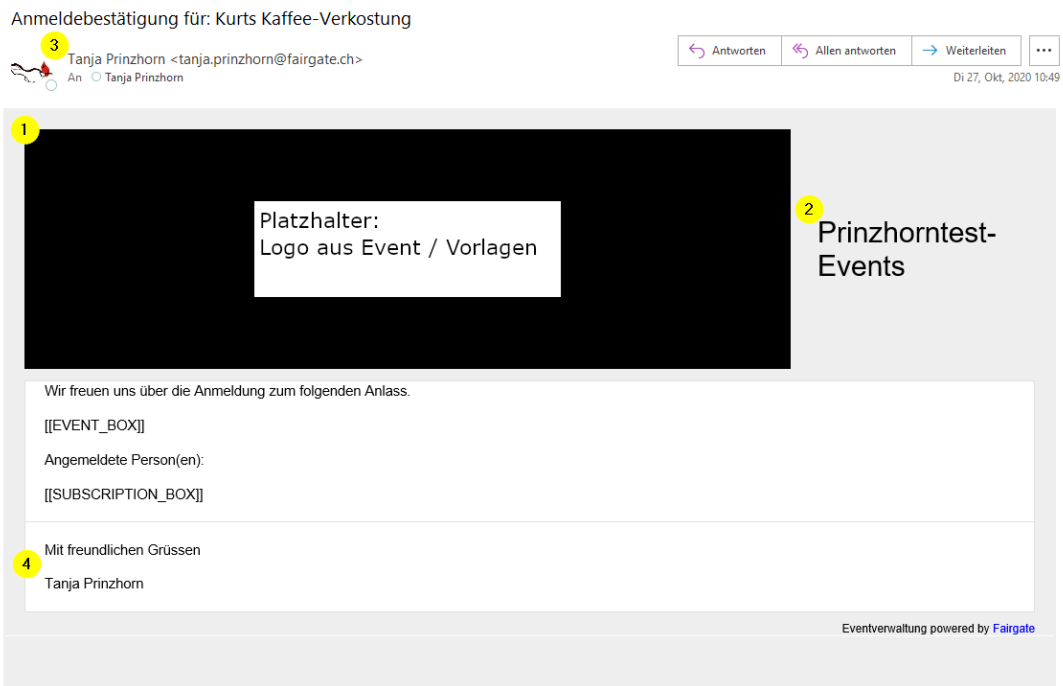 Anmeldebestätigung für: Kurts Kaffee-Verkostung
3
Tanja Prinzhorn <tanja.prinzhorn@fairgate.ch>
An Tanja Prinzhorn
Antworten
Allen antworten
Weiterleiten
Di 27, Okt, 2020 10:49
1
Platzhalter:
Logo aus Event / Vorlagen
2
Prinzhorntest-
Events
Wir freuen uns über die Anmeldung zum folgenden Anlass.
[[EVENT_BOX]]
Angemeldete Person(en):
[[SUBSCRIPTION_BOX]]
Mit freundlichen Grüssen
4
Tanja Prinzhorn
Eventverwaltung powered by Fairgate